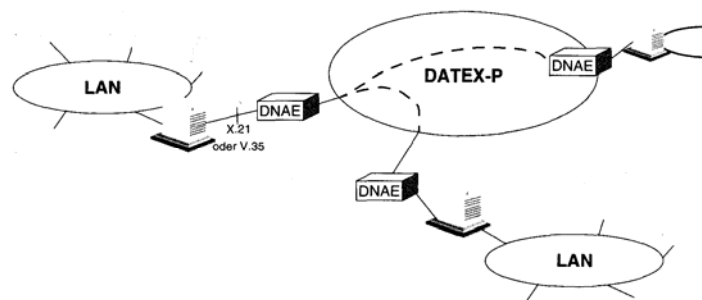 DNAE
LAN
DATEX-P
DNAE
X.21
oder V.35
DNAE
LAN